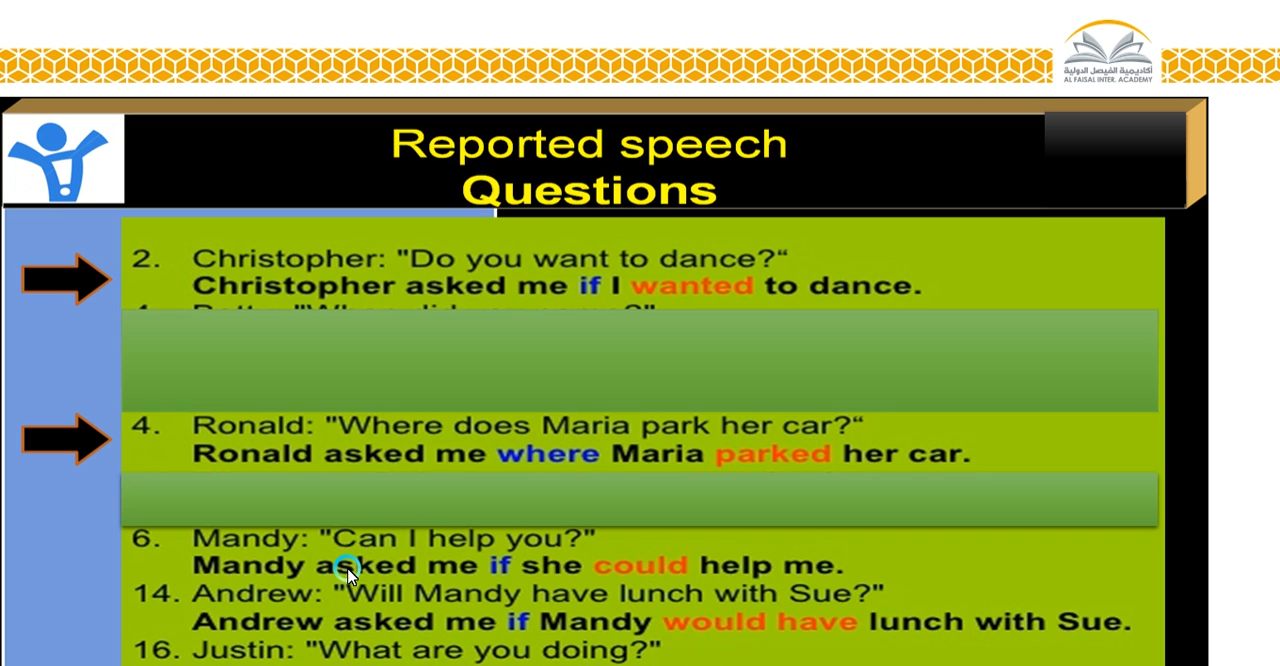 أكاديمية الفيصل الدولية
AL FAISAL INTER. ACADEMY
Reported speech
Questions
2. Christopher: "Do you want to dance?“
Christopher asked me if I wanted to dance.
4. Ronald: "Where does Maria park her car?“
Ronald asked me where Maria parked her car.
6. Mandy: "Can I help you?"
Mandy asked me if she could help me.
14. Andrew: "Will Mandy have lunch with Sue?"
Andrew asked me if Mandy would have lunch with Sue.
16. Justin: "What are you doing?"